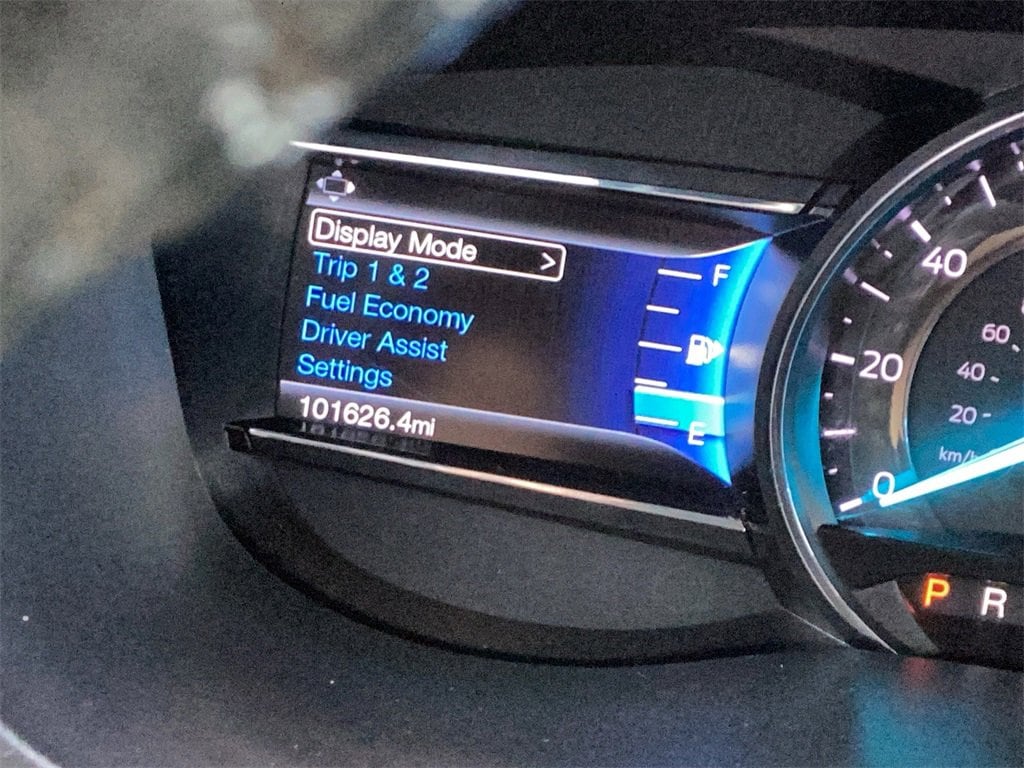 Display Mode >
Trip 1 & 2
Fuel Economy
Driver Assist
Settings
101626.4mi
F
E
40
20
0
60
40
20
km/h
P R